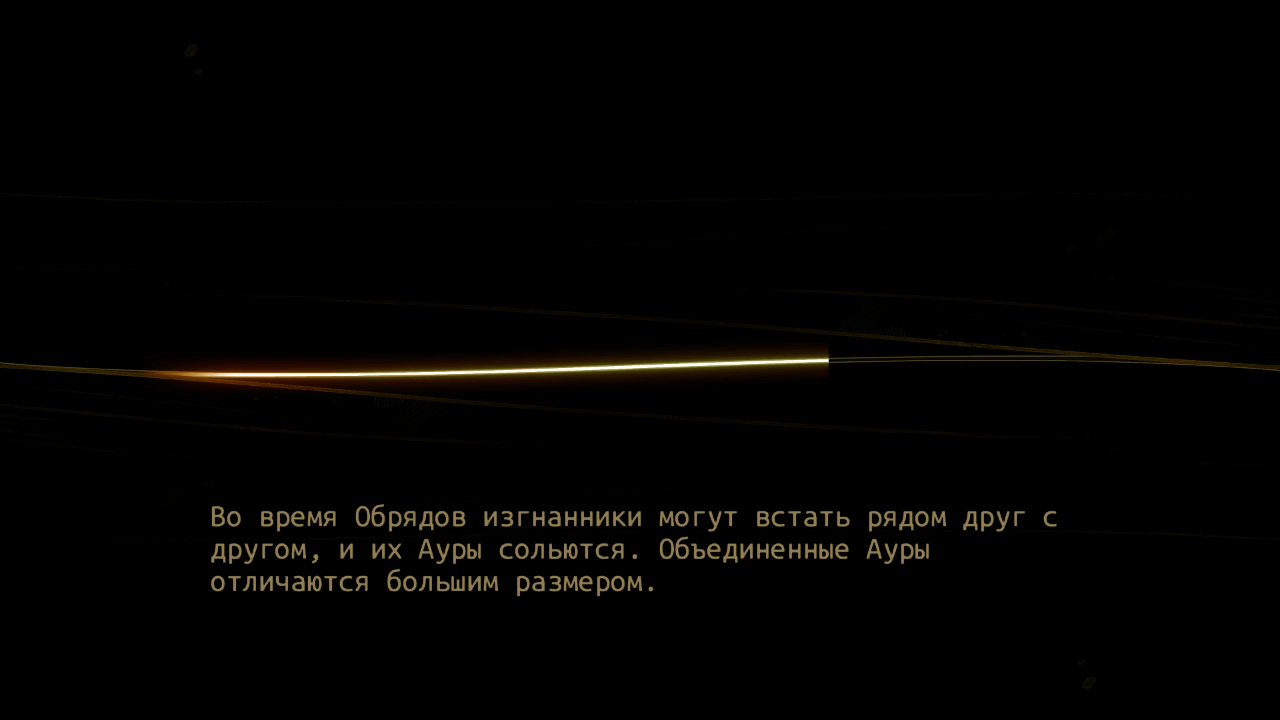 Во время Обрядов изгнанники могут встать рядом друг с
другом, и их Ауры сольются. Объединенные Ауры
отличаются большим размером.